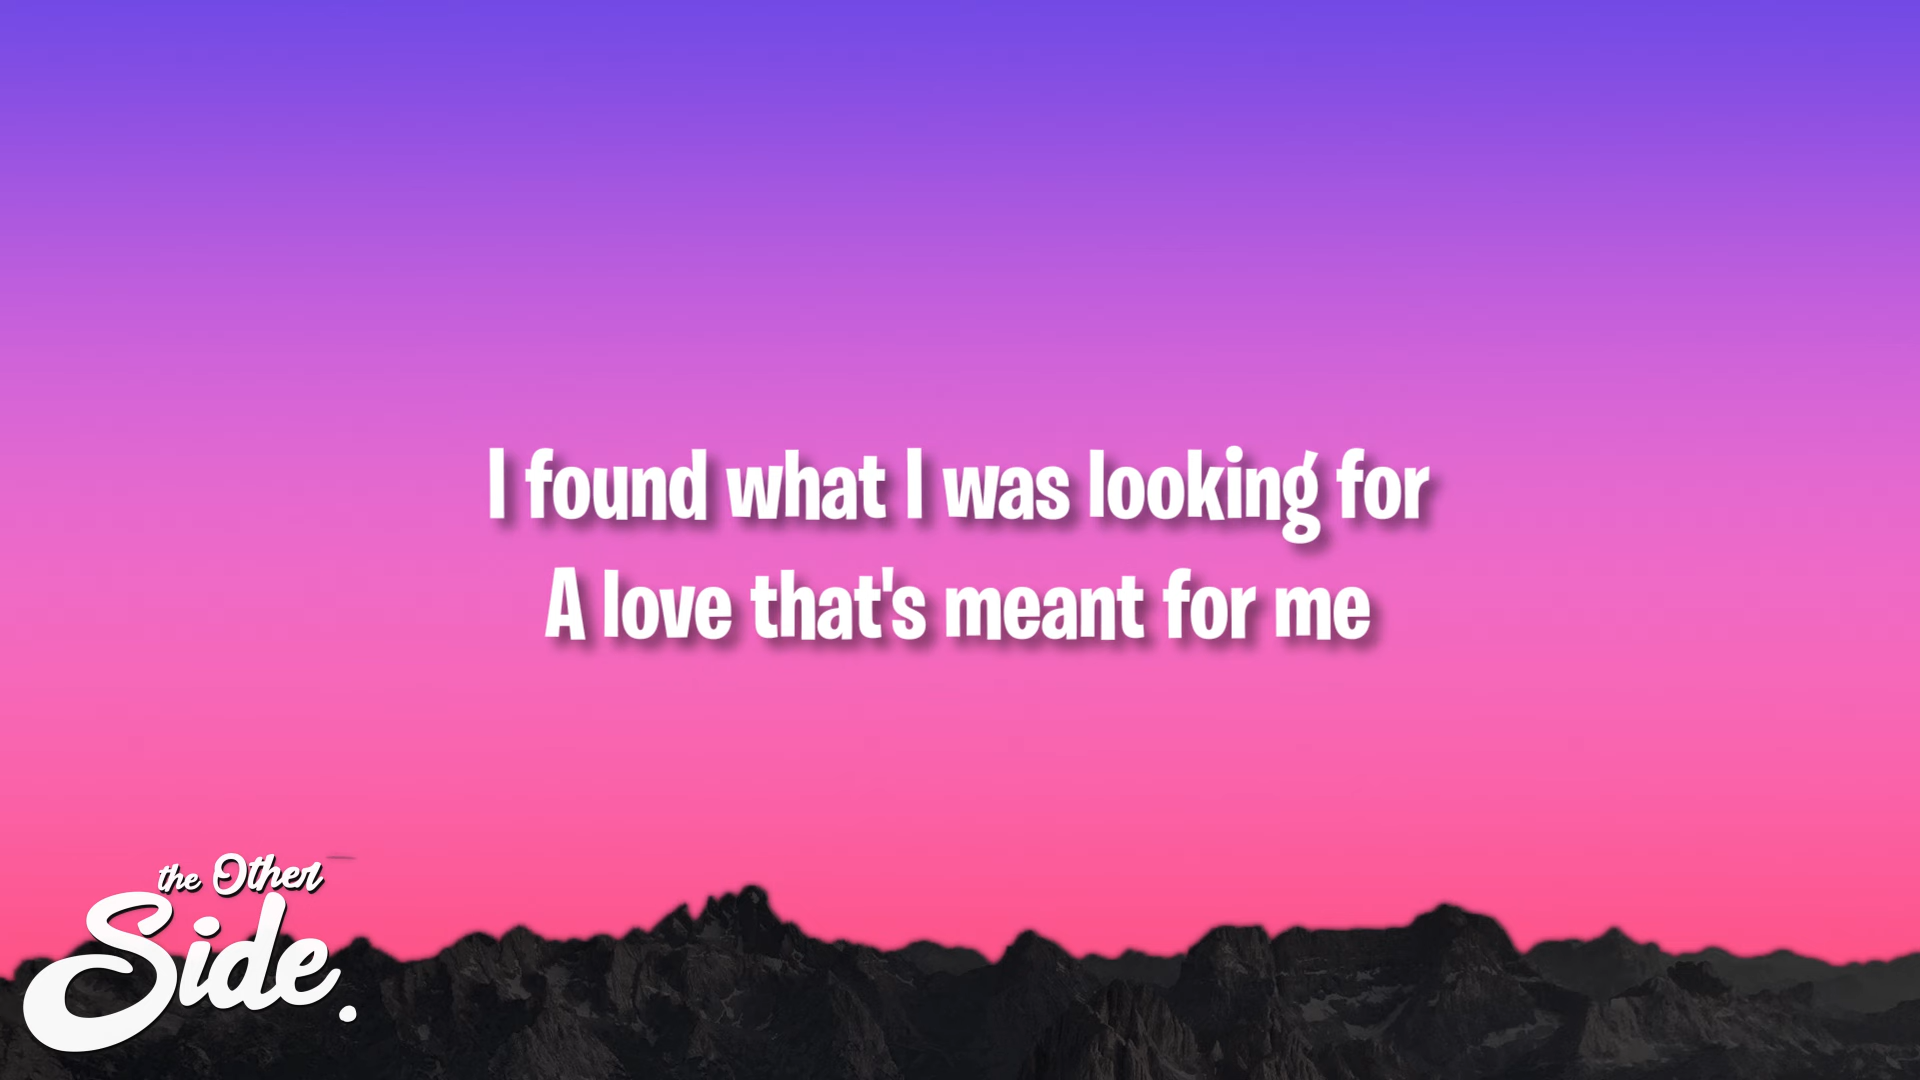 I found what I was looking for
A love that's meant for me
the Other
Side.